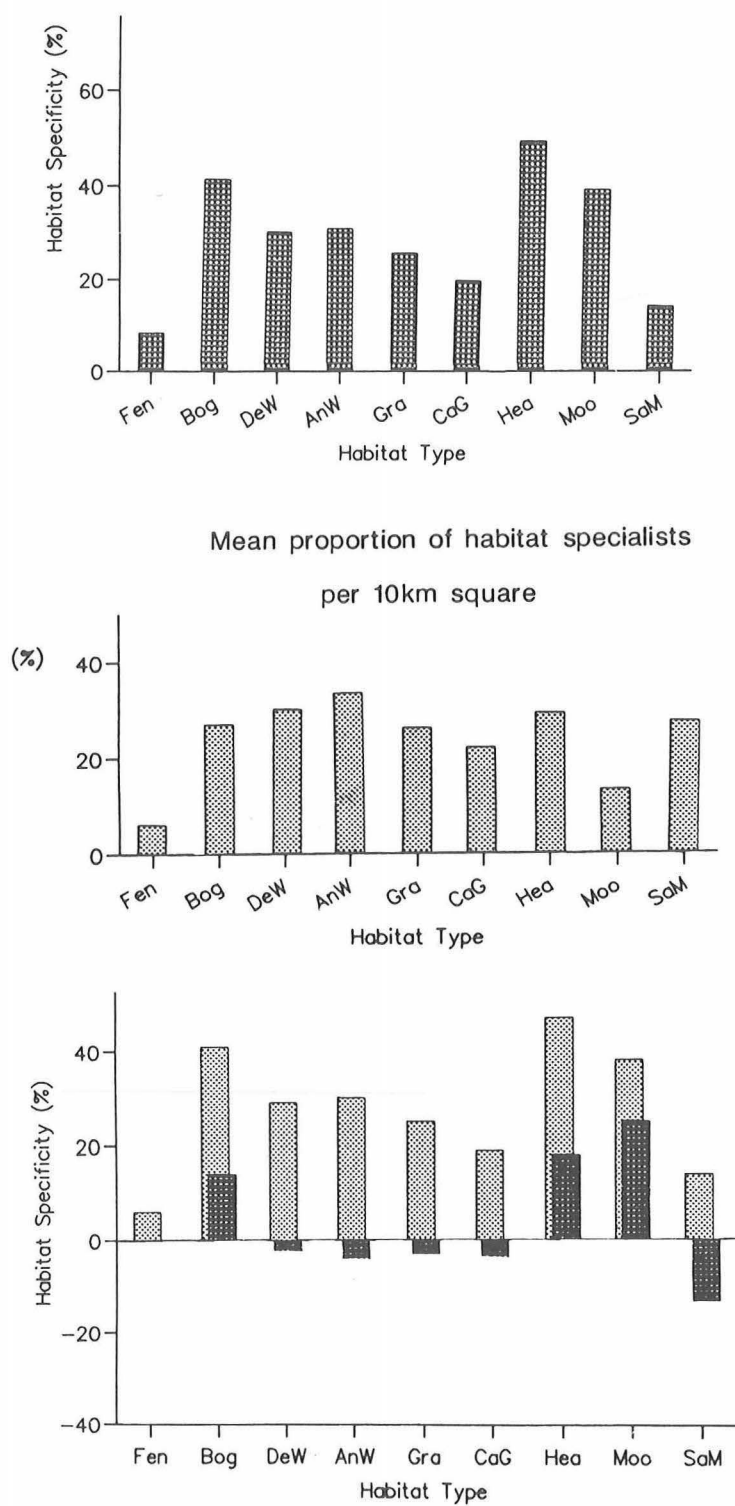 Habitat Specificity (%)
60
40
20
0
Fen Bog DeW AnW Gra CaG Hea Moo SaM
Habitat Type
Mean proportion of habitat specialists
per 10km square
(%)
40
20
0
Fen Bog DeW AnW Gra CaG Hea Moo SaM
Habitat Type
Habitat Specificity (%)
40
20
0
-20
-40
Fen Bog DeW AnW Gra CaG Hea Moo SaM
Habitat Type